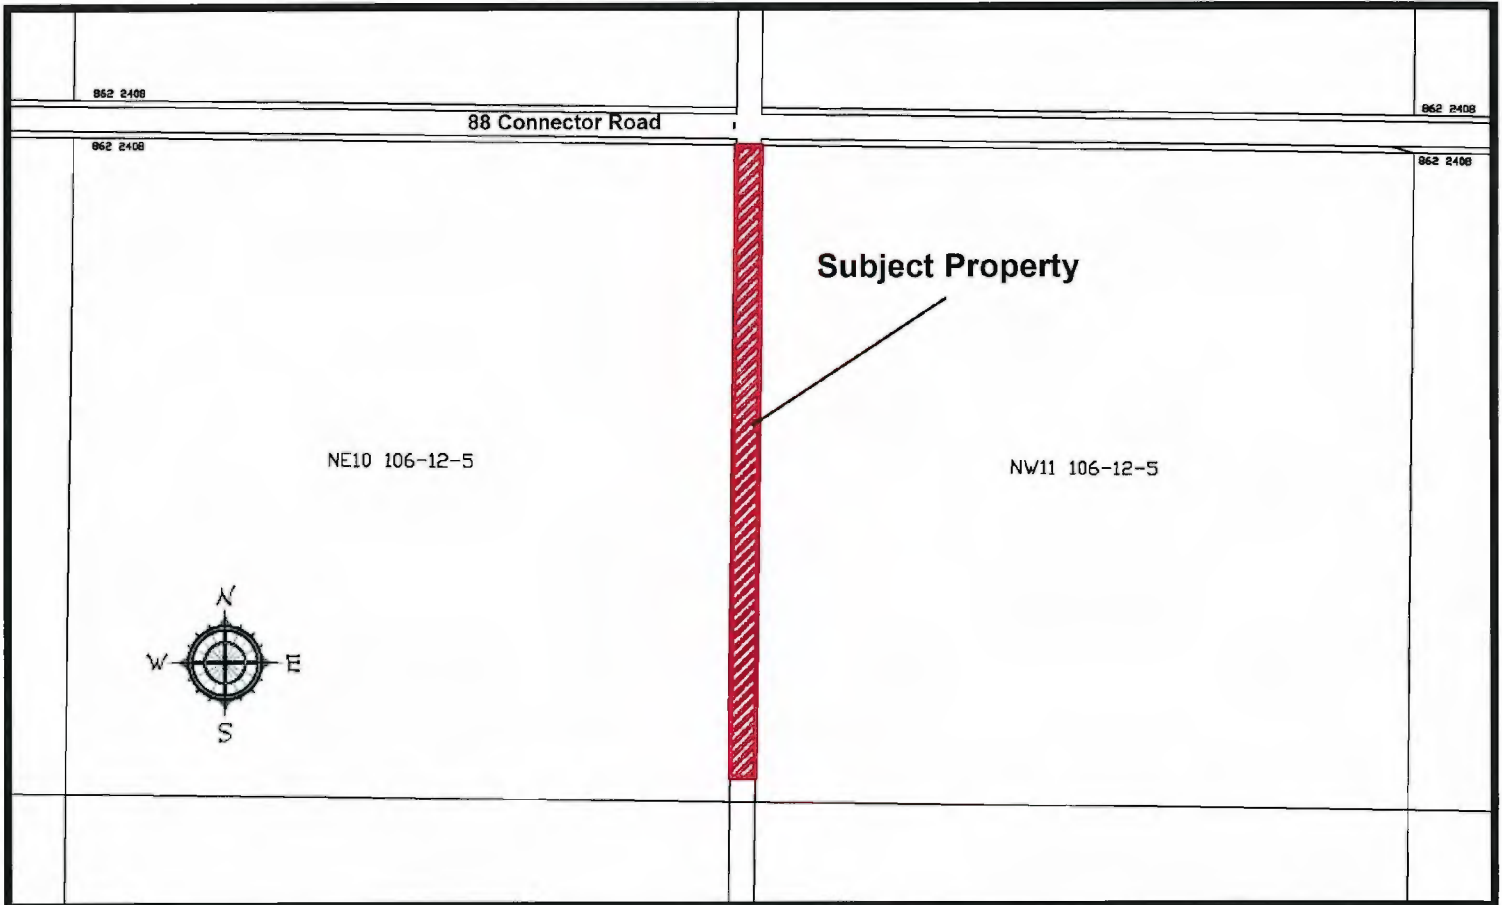 862 2408
88 Connector Road
862 2408
862 2408
862 2408
Subject Property
NE10 106-12-5
NW11 106-12-5
N
W
E
S